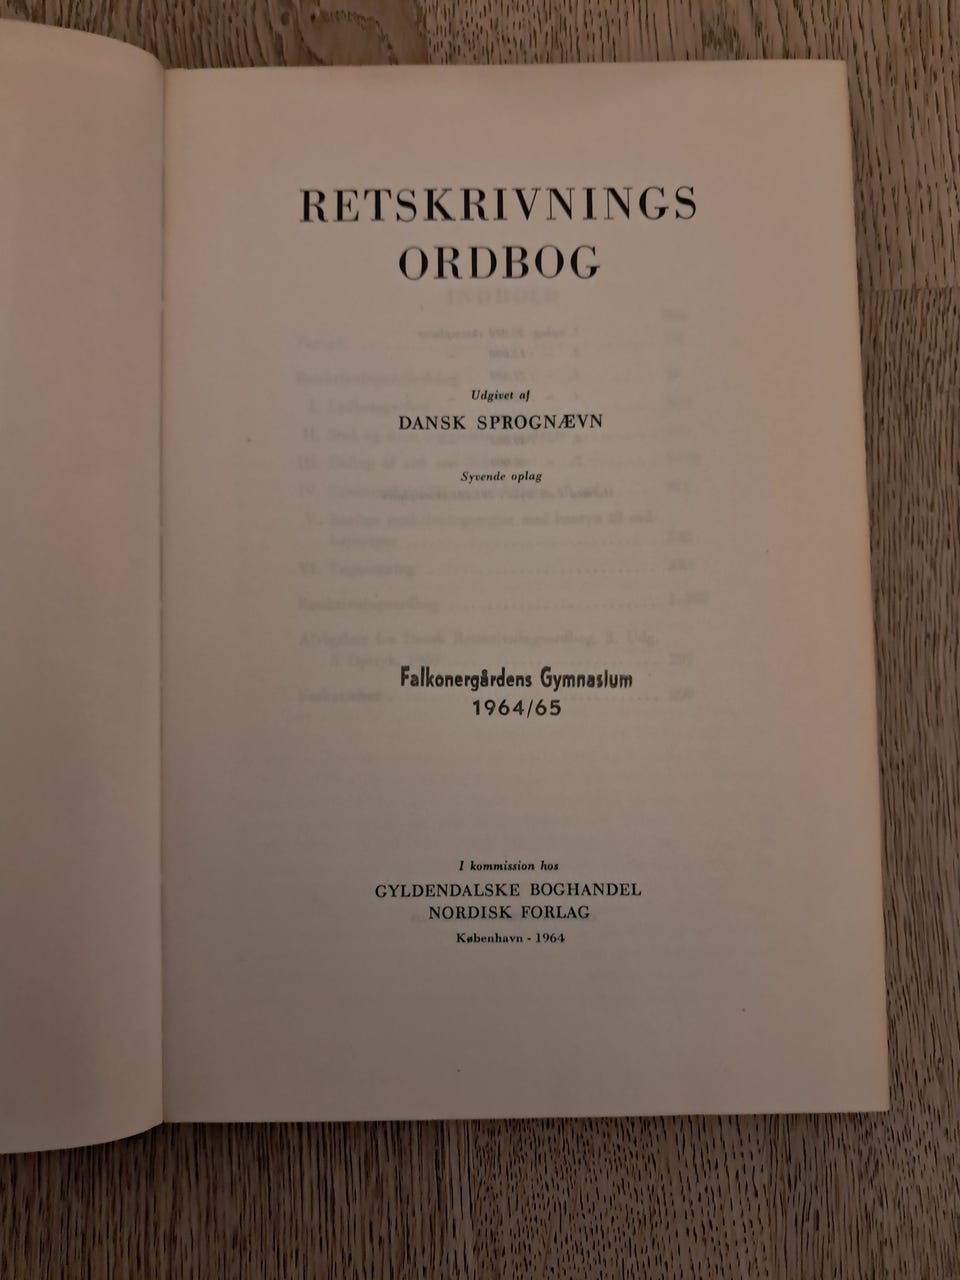 RETSKRIVNINGS
ORDBOG
Udgivet af
DANSK SPROGNÆVN
Syvende oplag
Falkonergårdens Gymnasium
1964/65
I kommission hos
GYLDENDALSKE BOGHANDEL
NORDISK FORLAG
København - 1964